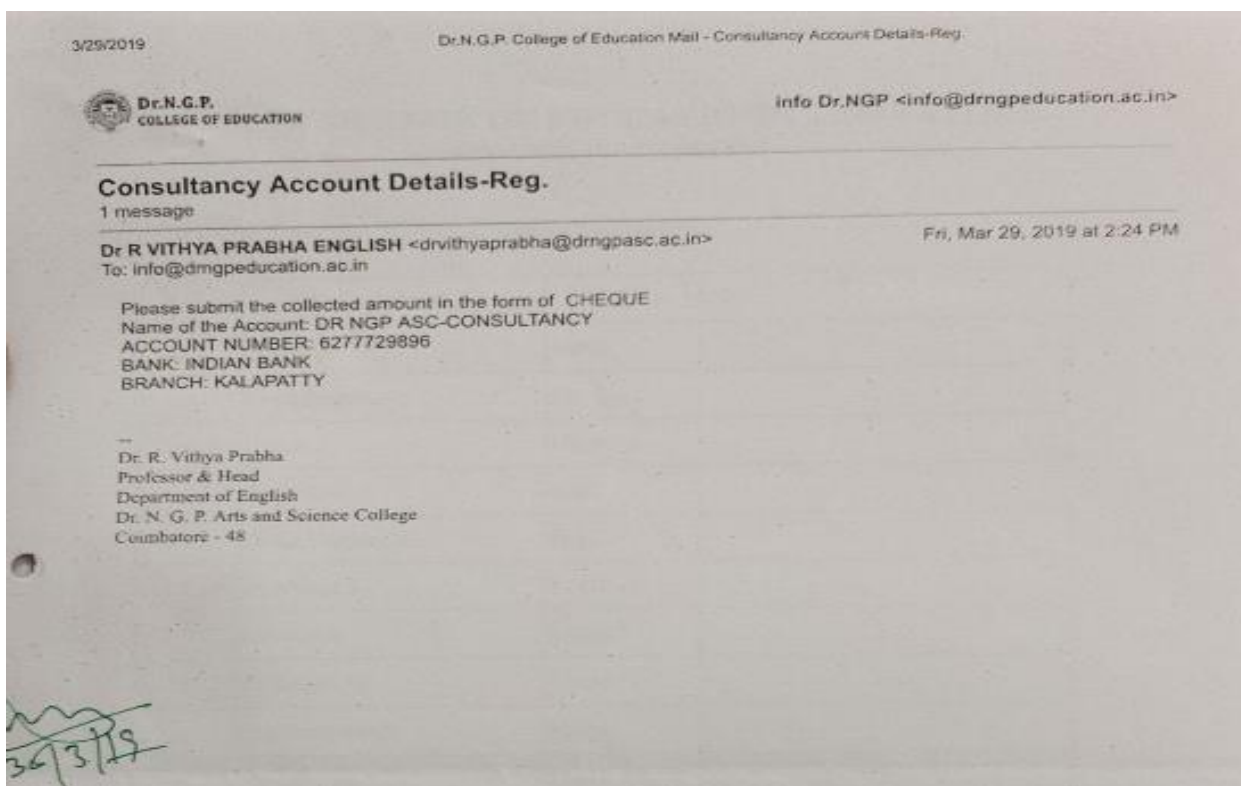 3/29/2019
Dr.N.G.P. College of Education Mail - Consultancy Account Details-Reg.
Dr.N.G.P.
COLLEGE OF EDUCATION
info Dr.NGP <info@drngpeducation.ac.in>
Consultancy Account Details-Reg.
1 message
Dr R VITHYA PRABHA ENGLISH <drvithyaprabha@drngpasc.ac.in>
Fri, Mar 29, 2019 at 2:24 PM
To: info@drngpeducation.ac.in
Please submit the collected amount in the form of CHEQUE
Name of the Account: DR NGP ASC-CONSULTANCY
ACCOUNT NUMBER: 6277729896
BANK: INDIAN BANK
BRANCH: KALAPATTY
--
Dr. R. Vithya Prabha
Professor & Head
Department of English
Dr. N. G. P. Arts and Science College
Coimbatore - 48